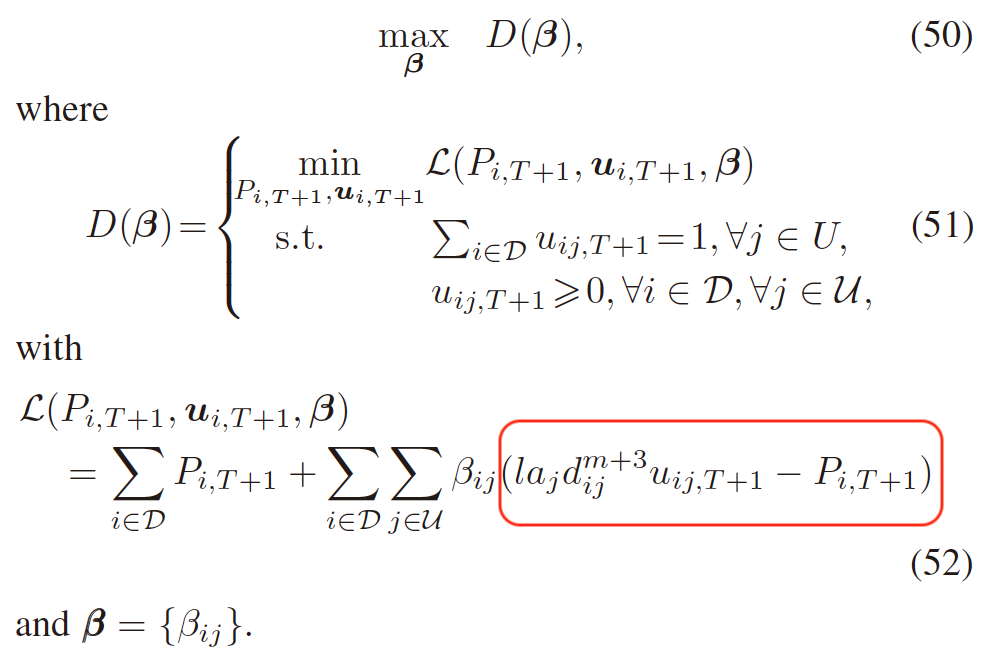 max_β D(β), (50)
where
D(β) = { min_{P_{i,T+1}, u_{i,T+1}} ℒ(P_{i,T+1}, u_{i,T+1}, β)
s.t. ∑_{i∈𝒟} u_{ij,T+1} = 1, ∀j ∈ U, (51)
u_{ij,T+1} ⩾ 0, ∀i ∈ 𝒟, ∀j ∈ 𝒰,
with
ℒ(P_{i,T+1}, u_{i,T+1}, β)
= ∑_{i∈𝒟} P_{i,T+1} + ∑_{i∈𝒟} ∑_{j∈𝒰} β_{ij}(la_j d_{ij}^{m+3} u_{ij,T+1} − P_{i,T+1})
(52)
and β = {β_{ij}}.